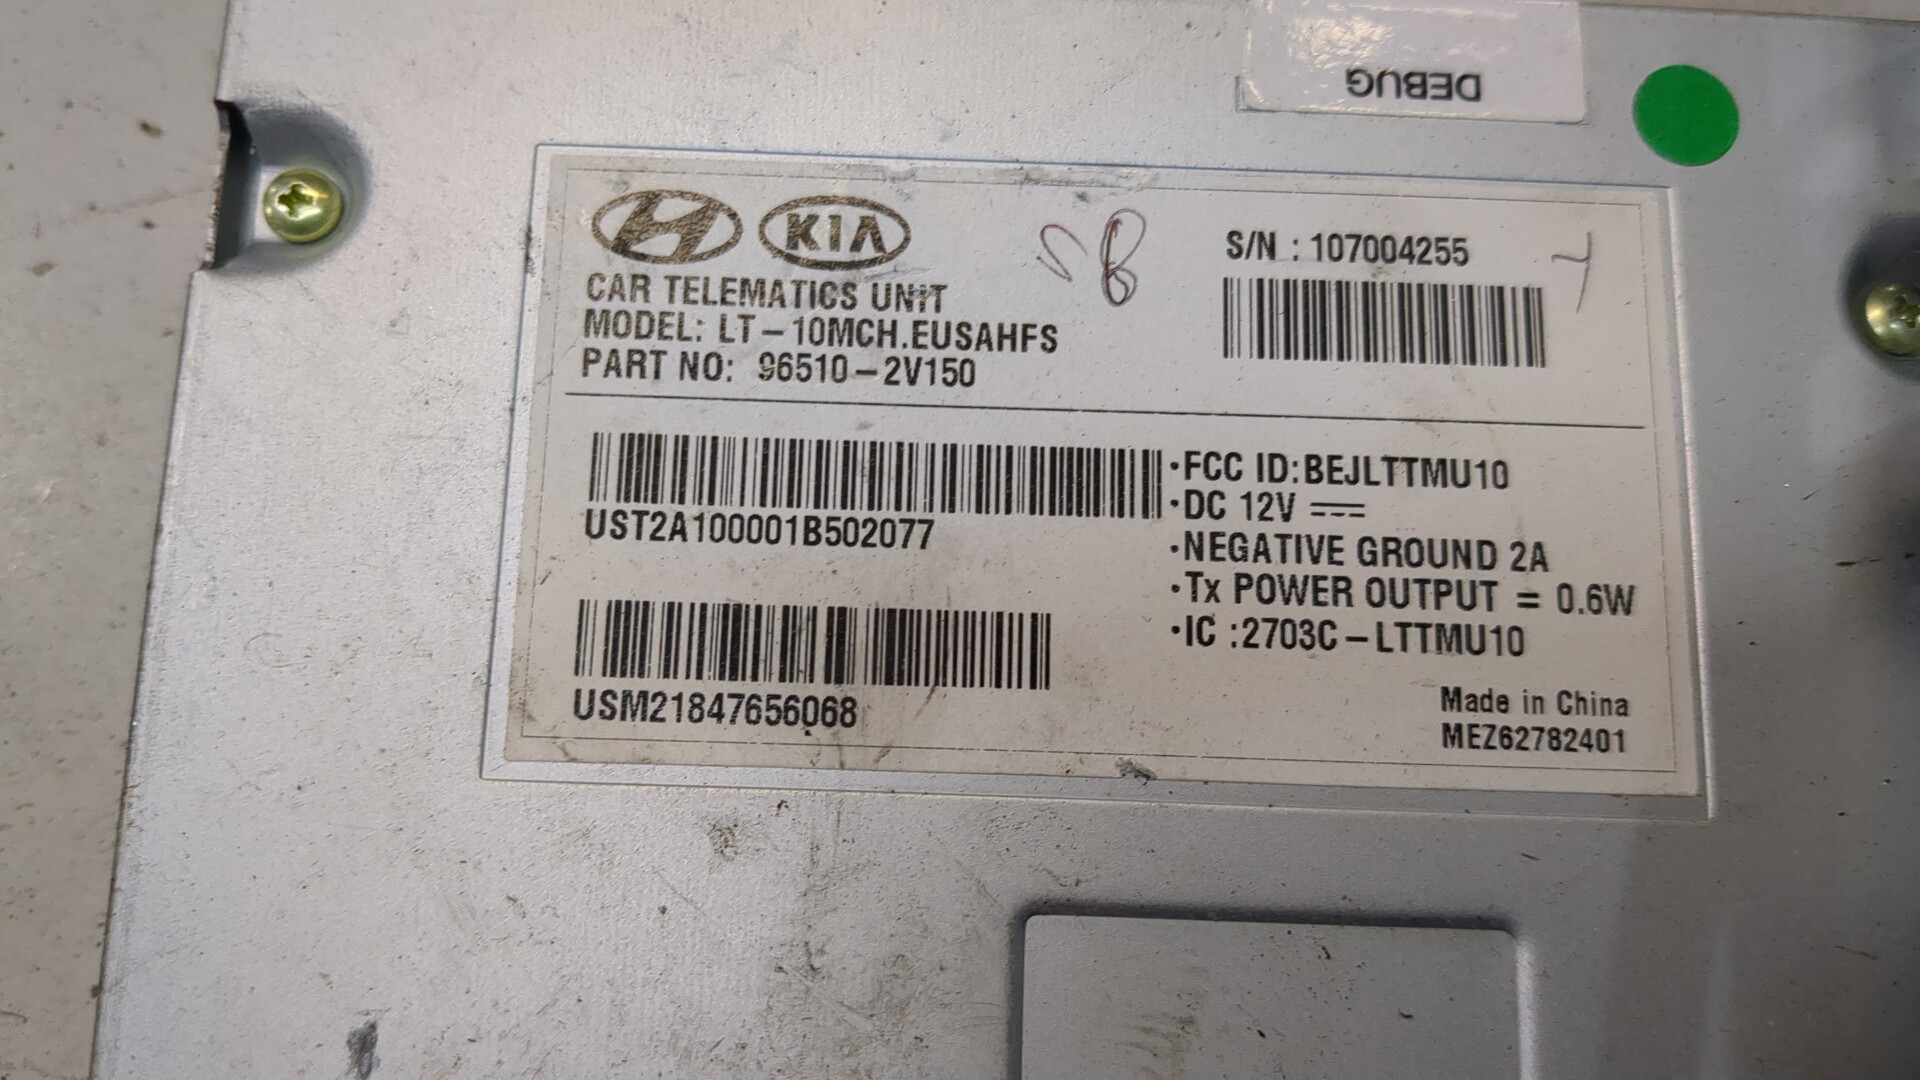 DEBUG
KIA
CAR TELEMATICS UNIT
MODEL: LT-10MCH.EUSAHFS
PART NO: 96510-2V150
S/N : 107004255
UST2A100001B502077
USM21847656068
·FCC ID:BEJLTTMU10
·DC 12V ⎓
·NEGATIVE GROUND 2A
·Tx POWER OUTPUT = 0.6W
·IC :2703C-LTTMU10
Made in China
MEZ62782401